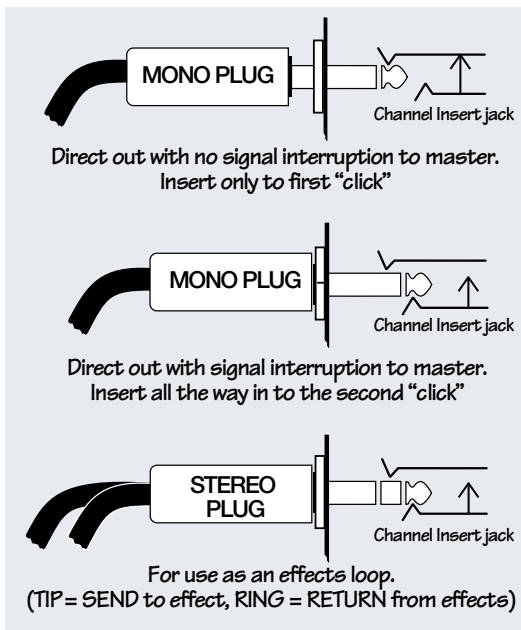 MONO PLUG
Channel Insert jack
Direct out with no signal interruption to master.
Insert only to first “click”
MONO PLUG
Channel Insert jack
Direct out with signal interruption to master.
Insert all the way in to the second “click”
STEREO
PLUG
Channel Insert jack
For use as an effects loop.
(TIP = SEND to effect, RING = RETURN from effects)